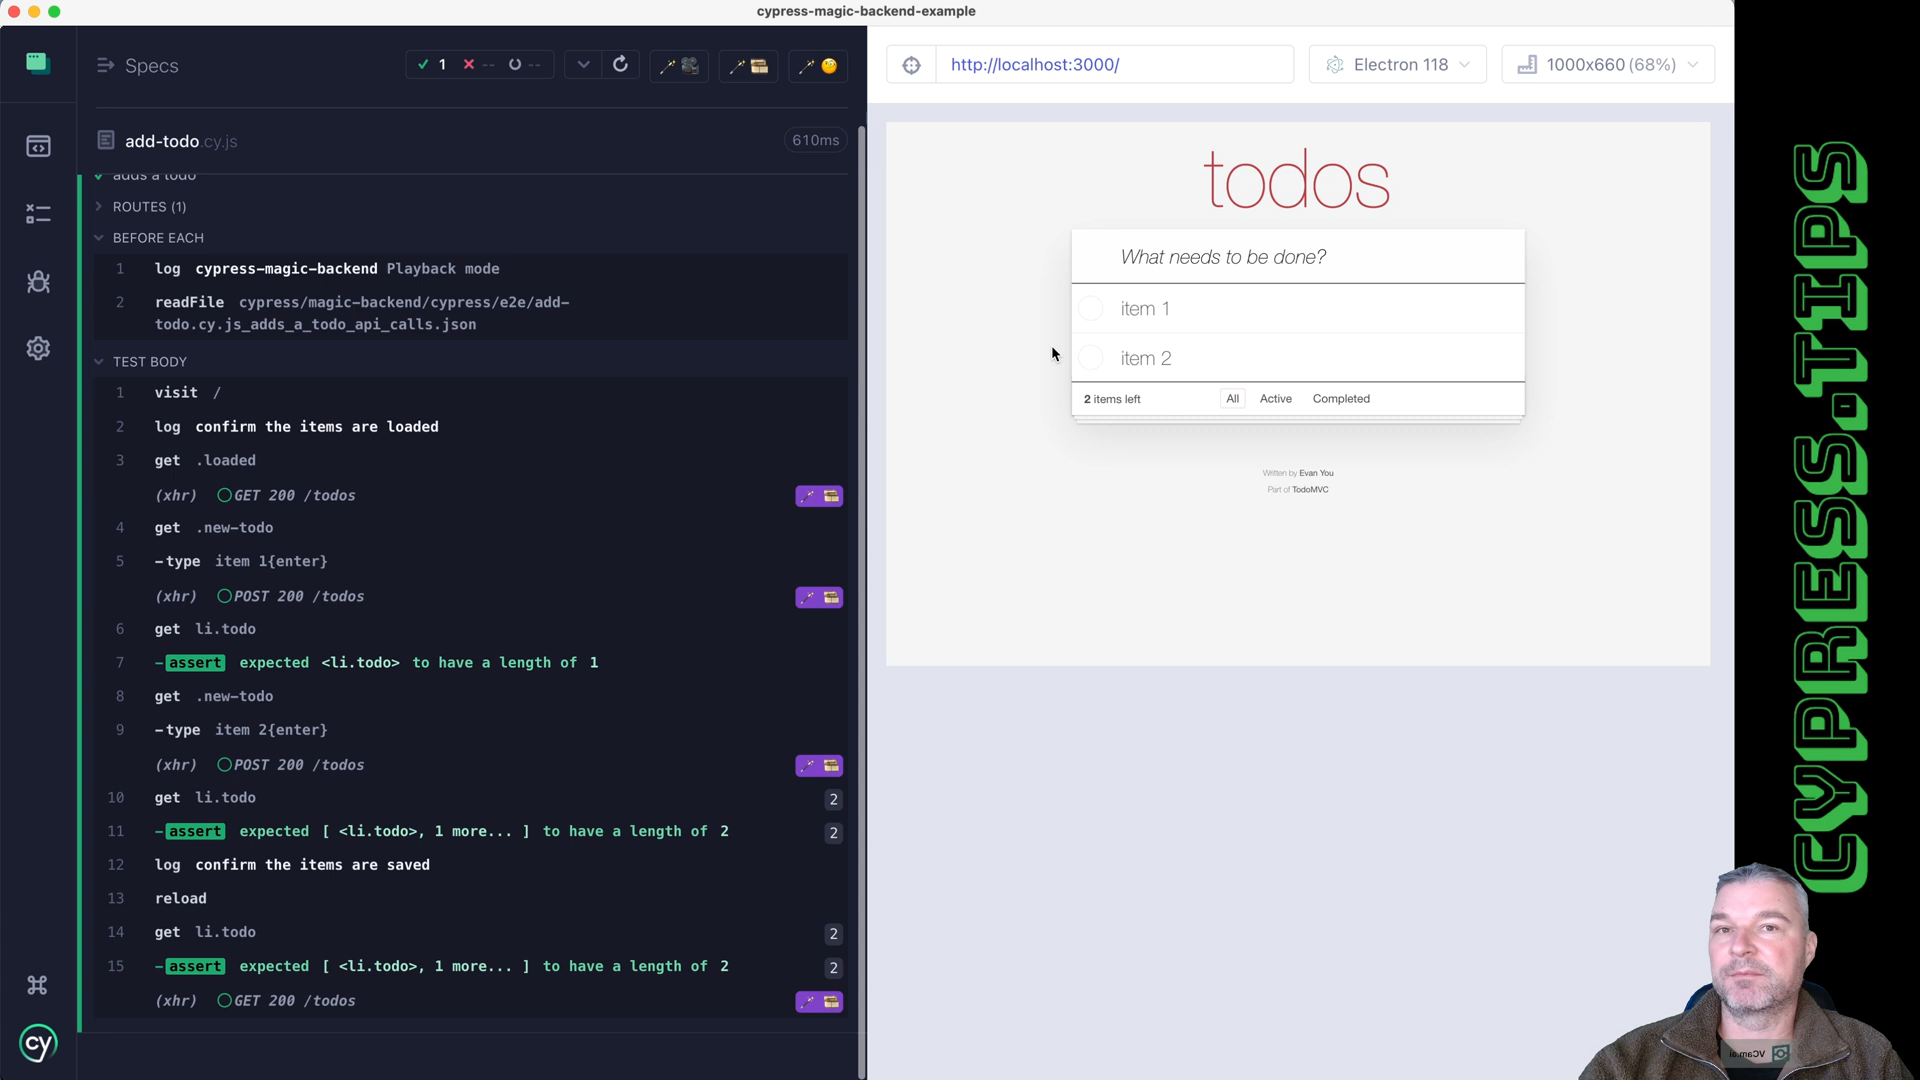 cypress-magic-backend-example
Specs
1
--
--
http://localhost:3000/
Electron 118
1000x660 (68%)
add-todo.cy.js
610ms
adds a todo
ROUTES (1)
BEFORE EACH
1 log cypress-magic-backend Playback mode
2 readFile cypress/magic-backend/cypress/e2e/add-
todo.cy.js_adds_a_todo_api_calls.json
TEST BODY
1 visit /
2 log confirm the items are loaded
3 get .loaded
(xhr) GET 200 /todos
4 get .new-todo
5 -type item 1{enter}
(xhr) POST 200 /todos
6 get li.todo
7 -assert expected <li.todo> to have a length of 1
8 get .new-todo
9 -type item 2{enter}
(xhr) POST 200 /todos
10 get li.todo 2
11 -assert expected [ <li.todo>, 1 more... ] to have a length of 2 2
12 log confirm the items are saved
13 reload
14 get li.todo 2
15 -assert expected [ <li.todo>, 1 more... ] to have a length of 2 2
(xhr) GET 200 /todos
cy
todos
What needs to be done?
item 1
item 2
2 items left All Active Completed
Written by Evan You
Part of TodoMVC
CYPRESS.TIPS
VCam.ai